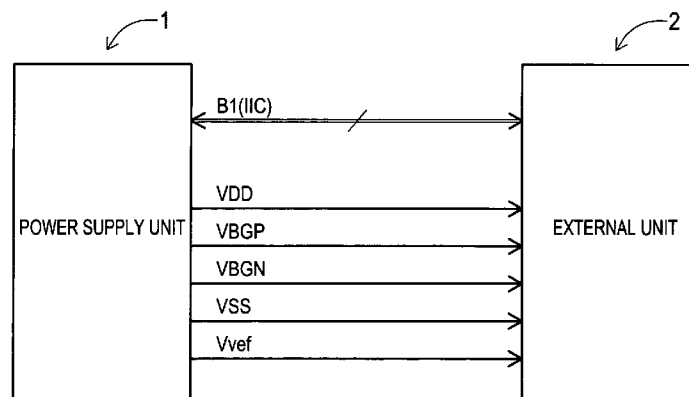 1
2
B1(IIC)
VDD
POWER SUPPLY UNIT
VBGP
EXTERNAL UNIT
VBGN
VSS
Vvef